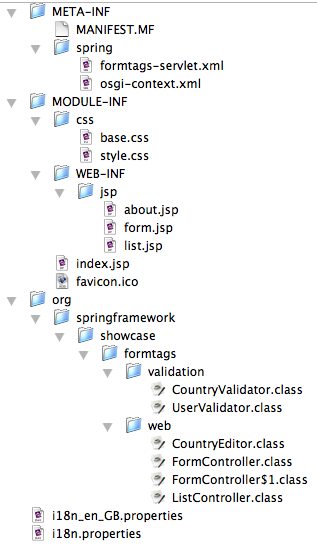 META-INF
MANIFEST.MF
spring
formtags-servlet.xml
osgi-context.xml
MODULE-INF
css
base.css
style.css
WEB-INF
jsp
about.jsp
form.jsp
list.jsp
index.jsp
favicon.ico
org
springframework
showcase
formtags
validation
CountryValidator.class
UserValidator.class
web
CountryEditor.class
FormController.class
FormController$1.class
ListController.class
i18n_en_GB.properties
i18n.properties